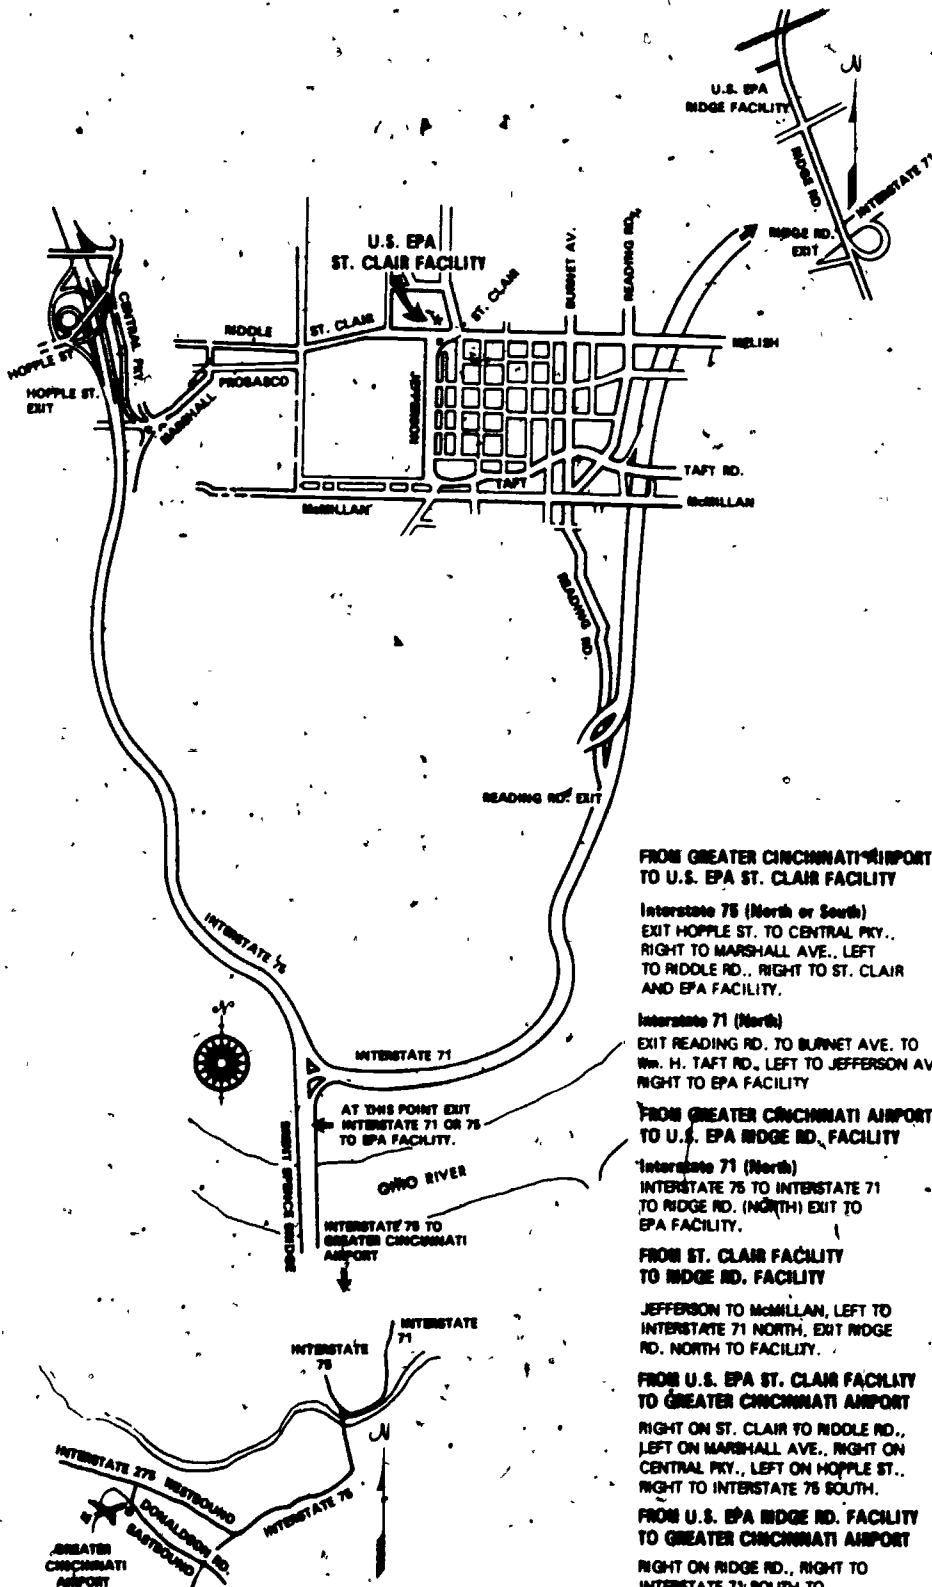 N
U.S. EPA
RIDGE FACILITY
RIDGE RD.
INTERSTATE 71
RIDGE RD.
EXIT
U.S. EPA
ST. CLAIR FACILITY
ST. CLAIR
BURNET AV.
READING RD.
CENTRAL PKY.
HOPPLE ST
HOPPLE ST.
EXIT
RIDDLE
ST. CLAIR
MELISH
PROBASCO
MARSHALL
JEFFERSON
TAFT
TAFT RD.
McMILLAN
McMILLAN
READING RD.
READING RD. EXIT
INTERSTATE 75
N
INTERSTATE 71
AT THIS POINT EXIT
INTERSTATE 71 OR 75
TO EPA FACILITY.
BRENT SPENCE BRIDGE
OHIO RIVER
INTERSTATE 75 TO
GREATER CINCINNATI
AIRPORT
INTERSTATE
71
INTERSTATE
75
N
INTERSTATE 275 WESTBOUND
INTERSTATE 75
DONALDSON RD.
EASTBOUND
GREATER
CINCINNATI
AIRPORT
FROM GREATER CINCINNATI AIRPORT
TO U.S. EPA ST. CLAIR FACILITY
Interstate 75 (North or South)
EXIT HOPPLE ST. TO CENTRAL PKY.,
RIGHT TO MARSHALL AVE., LEFT
TO RIDDLE RD., RIGHT TO ST. CLAIR
AND EPA FACILITY.
Interstate 71 (North)
EXIT READING RD. TO BURNET AVE. TO
Wm. H. TAFT RD., LEFT TO JEFFERSON AV
RIGHT TO EPA FACILITY
FROM GREATER CINCINNATI AIRPORT
TO U.S. EPA RIDGE RD. FACILITY
Interstate 71 (North)
INTERSTATE 75 TO INTERSTATE 71
TO RIDGE RD. (NORTH) EXIT TO
EPA FACILITY.
FROM ST. CLAIR FACILITY
TO RIDGE RD. FACILITY
JEFFERSON TO McMILLAN, LEFT TO
INTERSTATE 71 NORTH, EXIT RIDGE
RD. NORTH TO FACILITY.
FROM U.S. EPA ST. CLAIR FACILITY
TO GREATER CINCINNATI AIRPORT
RIGHT ON ST. CLAIR TO RIDDLE RD.,
LEFT ON MARSHALL AVE., RIGHT ON
CENTRAL PKY., LEFT ON HOPPLE ST.,
RIGHT TO INTERSTATE 75 SOUTH.
FROM U.S. EPA RIDGE RD. FACILITY
TO GREATER CINCINNATI AIRPORT
RIGHT ON RIDGE RD., RIGHT TO
INTERSTATE 71 SOUTH TO